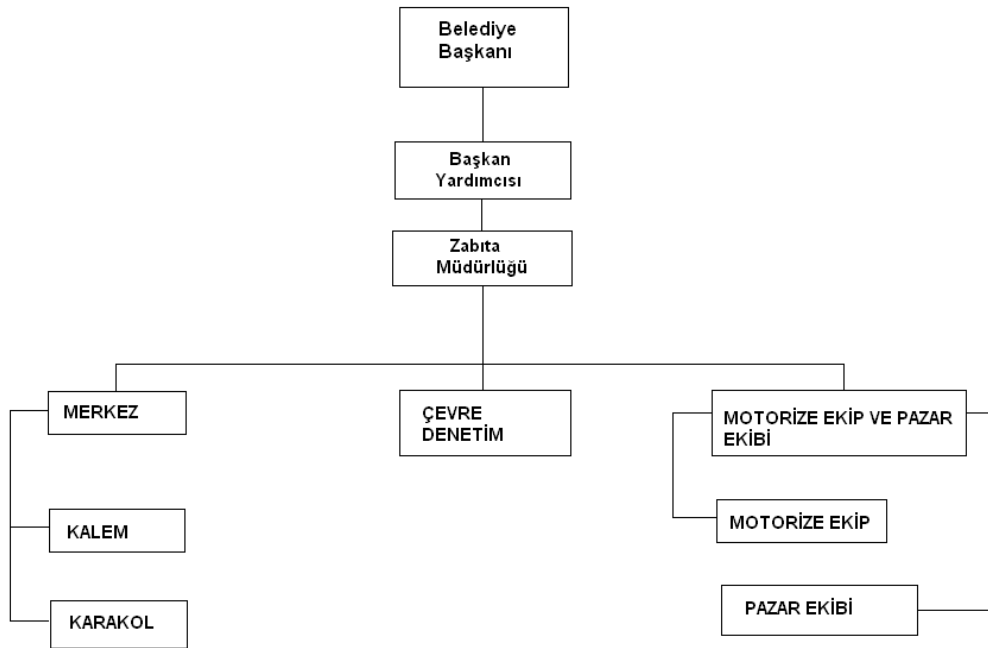 Belediye
Başkanı
Başkan
Yardımcısı
Zabıta
Müdürlüğü
MERKEZ
ÇEVRE
DENETİM
MOTORİZE EKİP VE PAZAR
EKİBİ
KALEM
MOTORİZE EKİP
KARAKOL
PAZAR EKİBİ